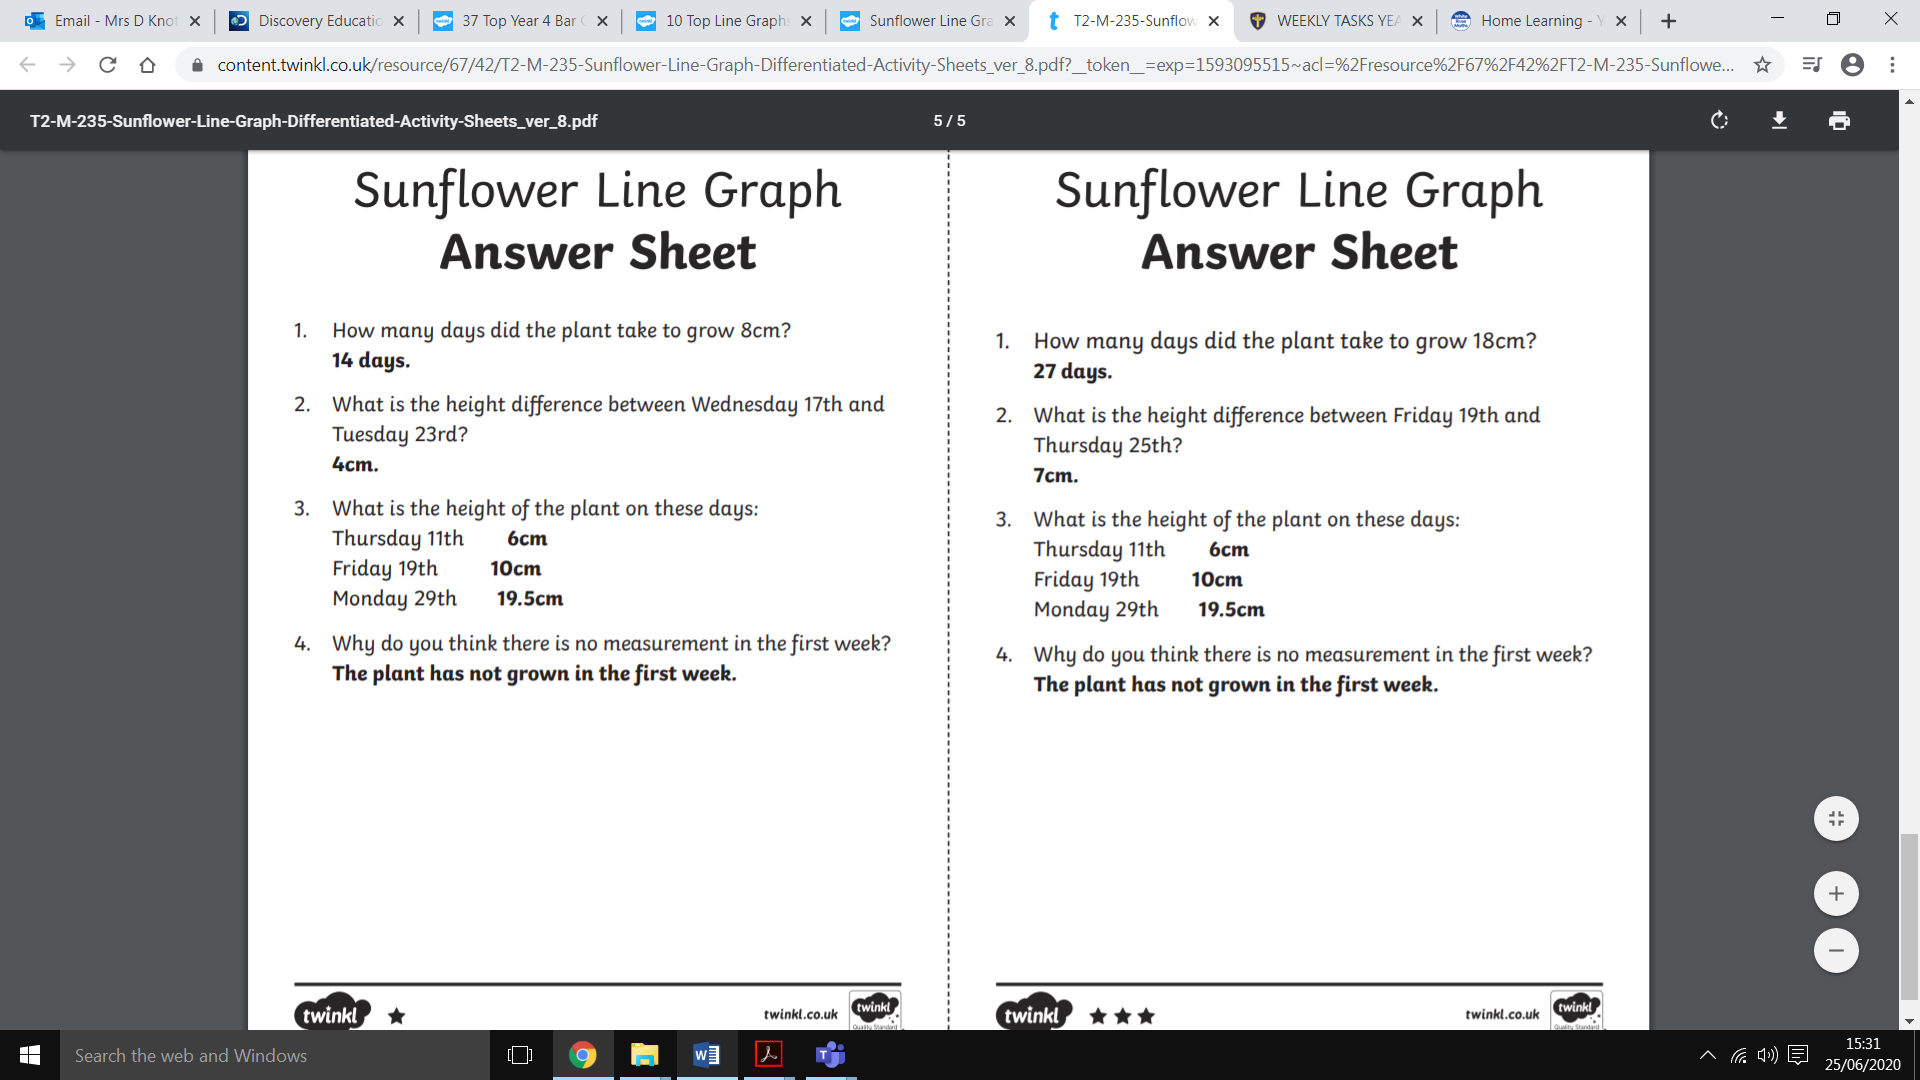 Email - Mrs D Knot
Discovery Educatio
37 Top Year 4 Bar C
10 Top Line Graphs
Sunflower Line Gra
T2-M-235-Sunflow
WEEKLY TASKS YEA
Home Learning - Y
content.twinkl.co.uk/resource/67/42/T2-M-235-Sunflower-Line-Graph-Differentiated-Activity-Sheets_ver_8.pdf?__token__=exp=1593095515~acl=%2Fresource%2F67%2F42%2FT2-M-235-Sunflowe...
T2-M-235-Sunflower-Line-Graph-Differentiated-Activity-Sheets_ver_8.pdf
5 / 5
Sunflower Line Graph
Answer Sheet
1. How many days did the plant take to grow 8cm?
14 days.
2. What is the height difference between Wednesday 17th and
Tuesday 23rd?
4cm.
3. What is the height of the plant on these days:
Thursday 11th 6cm
Friday 19th 10cm
Monday 29th 19.5cm
4. Why do you think there is no measurement in the first week?
The plant has not grown in the first week.
twinkl
twinkl.co.uk
twinkl
Quality Standard
Sunflower Line Graph
Answer Sheet
1. How many days did the plant take to grow 18cm?
27 days.
2. What is the height difference between Friday 19th and
Thursday 25th?
7cm.
3. What is the height of the plant on these days:
Thursday 11th 6cm
Friday 19th 10cm
Monday 29th 19.5cm
4. Why do you think there is no measurement in the first week?
The plant has not grown in the first week.
twinkl
twinkl.co.uk
twinkl
Quality Standard
Search the web and Windows
15:31
25/06/2020